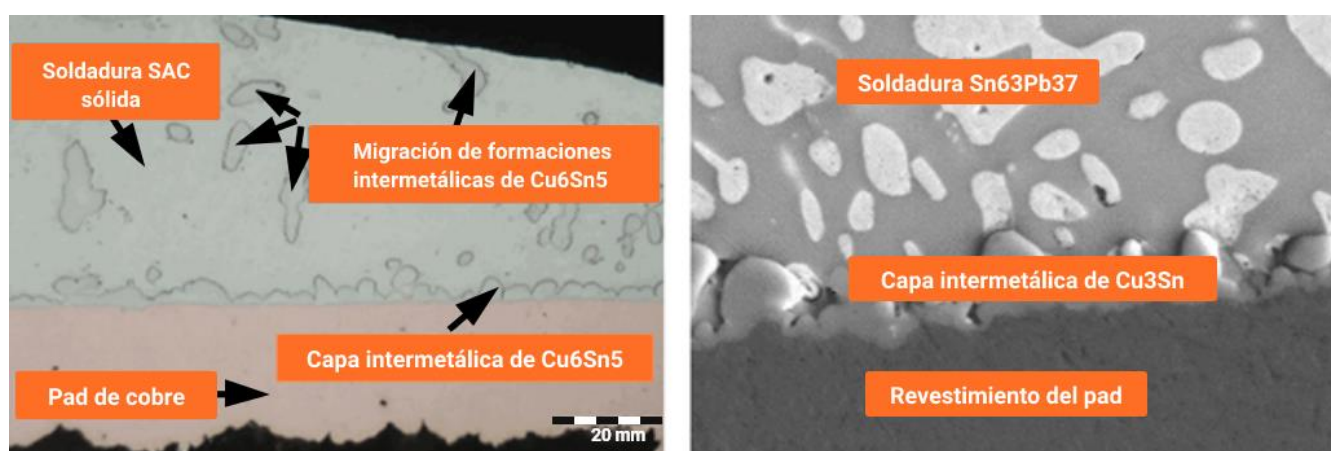 Soldadura SAC
sólida
Migración de formaciones
intermetálicas de Cu6Sn5
Capa intermetálica de Cu6Sn5
Pad de cobre
20 mm
Soldadura Sn63Pb37
Capa intermetálica de Cu3Sn
Revestimiento del pad